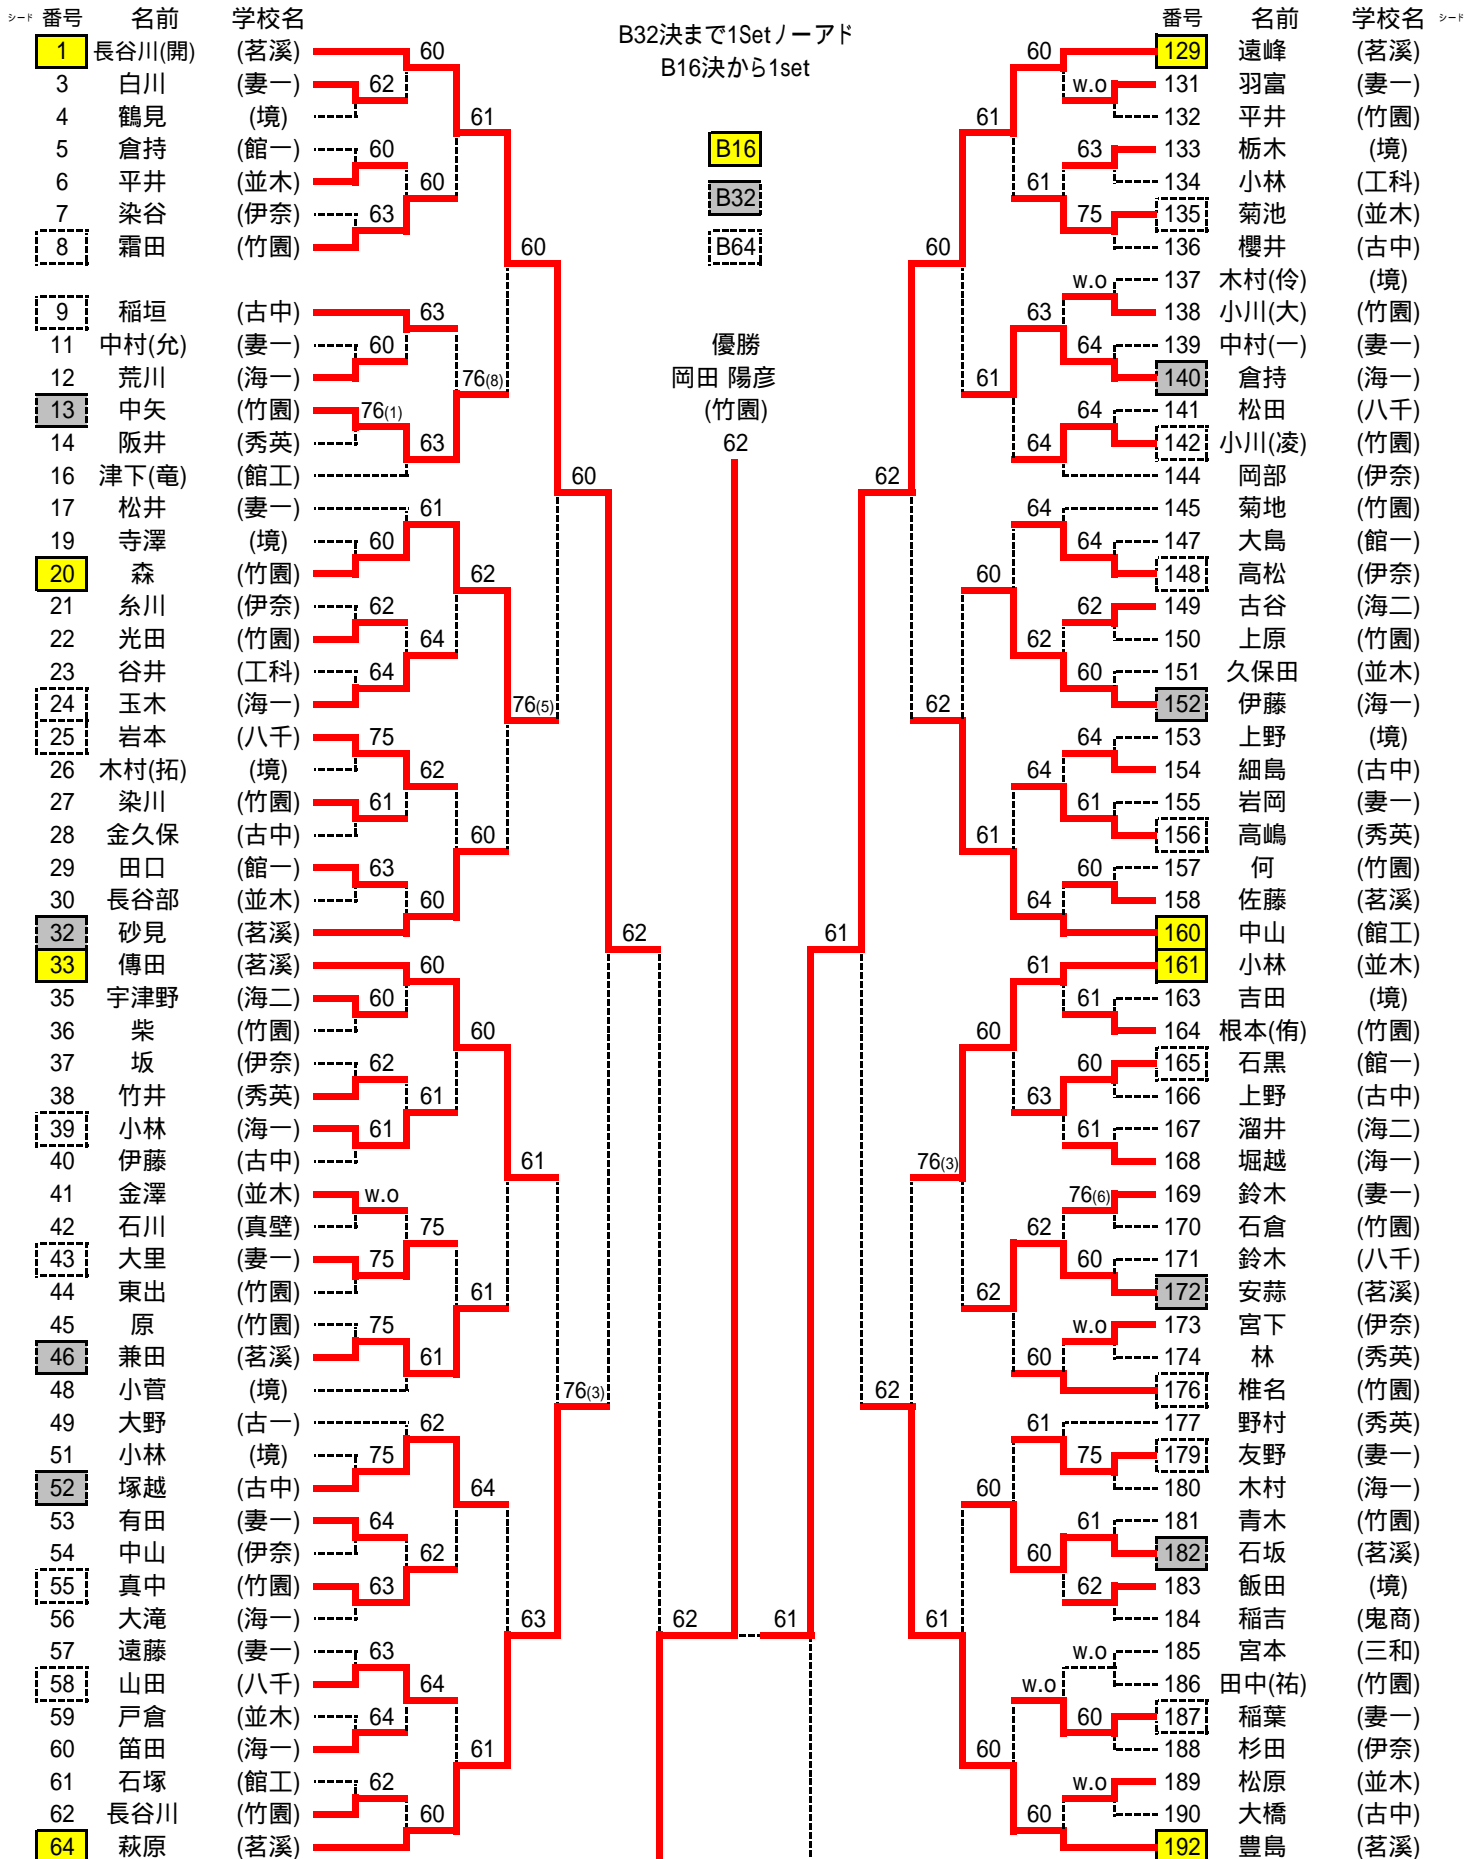 シード 番号 名前 学校名
1 長谷川(開) (茗溪)
3 白川 (妻一)
4 鶴見 (境)
5 倉持 (館一)
6 平井 (並木)
7 染谷 (伊奈)
8 霜田 (竹園)
9 稲垣 (古中)
11 中村(允) (妻一)
12 荒川 (海一)
13 中矢 (竹園)
14 阪井 (秀英)
16 津下(竜) (館工)
17 松井 (妻一)
19 寺澤 (境)
20 森 (竹園)
21 糸川 (伊奈)
22 光田 (竹園)
23 谷井 (工科)
24 玉木 (海一)
25 岩本 (八千)
26 木村(拓) (境)
27 染川 (竹園)
28 金久保 (古中)
29 田口 (館一)
30 長谷部 (並木)
32 砂見 (茗溪)
33 傳田 (茗溪)
35 宇津野 (海二)
36 柴 (竹園)
37 坂 (伊奈)
38 竹井 (秀英)
39 小林 (海一)
40 伊藤 (古中)
41 金澤 (並木)
42 石川 (真壁)
43 大里 (妻一)
44 東出 (竹園)
45 原 (竹園)
46 兼田 (茗溪)
48 小菅 (境)
49 大野 (古一)
51 小林 (境)
52 塚越 (古中)
53 有田 (妻一)
54 中山 (伊奈)
55 真中 (竹園)
56 大滝 (海一)
57 遠藤 (妻一)
58 山田 (八千)
59 戸倉 (並木)
60 笛田 (海一)
61 石塚 (館工)
62 長谷川 (竹園)
64 萩原 (茗溪)
62
60
63
60
76(1)
60
62
64
75
61
63
60
62
61
w.o
75
75
75
64
63
63
64
62
60
60
63
63
61
64
62
60
60
61
75
61
62
62
64
60
61
76(8)
62
60
60
61
64
61
60
76(5)
61
63
60
76(3)
62
62
B32決まで1Setノーアド
B16決から1set
B16
B32
B64
優勝
岡田 陽彦
(竹園)
62
61
61
62
62
60
62
76(3)
61
61
61
60
61
60
62
60
60
60
61
63
64
64
62
64
64
61
63
62
60
61
60
w.o
60
w.o
63
75
w.o
64
64
64
62
60
64
61
60
61
60
61
76(6)
60
w.o
75
61
62
w.o
60
w.o
番号 名前 学校名 シード
129 遠峰 (茗溪)
131 羽富 (妻一)
132 平井 (竹園)
133 栃木 (境)
134 小林 (工科)
135 菊池 (並木)
136 櫻井 (古中)
137 木村(伶) (境)
138 小川(大) (竹園)
139 中村(一) (妻一)
140 倉持 (海一)
141 松田 (八千)
142 小川(凌) (竹園)
144 岡部 (伊奈)
145 菊地 (竹園)
147 大島 (館一)
148 高松 (伊奈)
149 古谷 (海二)
150 上原 (竹園)
151 久保田 (並木)
152 伊藤 (海一)
153 上野 (境)
154 細島 (古中)
155 岩岡 (妻一)
156 高嶋 (秀英)
157 何 (竹園)
158 佐藤 (茗溪)
160 中山 (館工)
161 小林 (並木)
163 吉田 (境)
164 根本(侑) (竹園)
165 石黒 (館一)
166 上野 (古中)
167 溜井 (海二)
168 堀越 (海一)
169 鈴木 (妻一)
170 石倉 (竹園)
171 鈴木 (八千)
172 安蒜 (茗溪)
173 宮下 (伊奈)
174 林 (秀英)
176 椎名 (竹園)
177 野村 (秀英)
179 友野 (妻一)
180 木村 (海一)
181 青木 (竹園)
182 石坂 (茗溪)
183 飯田 (境)
184 稲吉 (鬼商)
185 宮本 (三和)
186 田中(祐) (竹園)
187 稲葉 (妻一)
188 杉田 (伊奈)
189 松原 (並木)
190 大橋 (古中)
192 豊島 (茗溪)